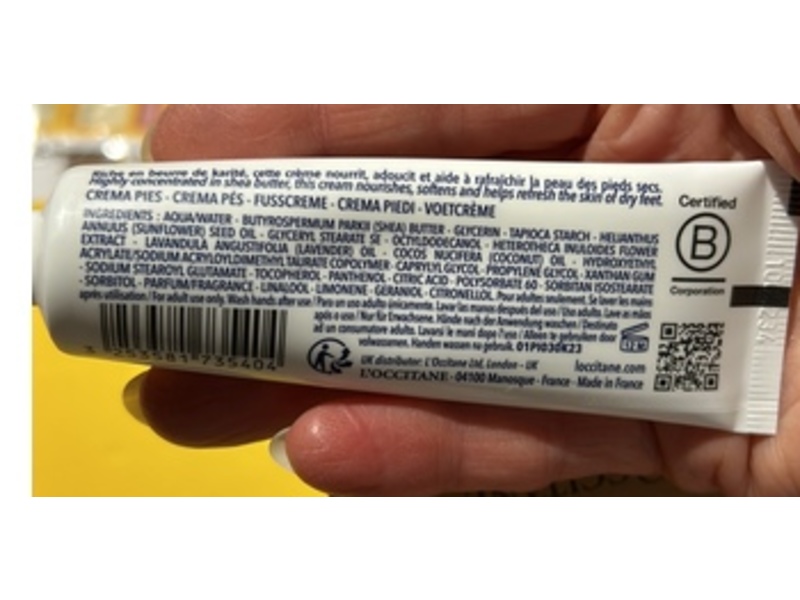 Riche en beurre de karité, cette crème nourrit, adoucit et aide à rafraîchir la peau des pieds secs.
Highly concentrated in shea butter, this cream nourishes, softens and helps refresh the skin of dry feet.
CREMA PIES - CREMA PÉS - FUSSCREME - CREMA PIEDI - VOETCRÈME
INGREDIENTS : AQUA/WATER - BUTYROSPERMUM PARKII (SHEA) BUTTER - GLYCERIN - TAPIOCA STARCH - HELIANTHUS
ANNUUS (SUNFLOWER) SEED OIL - GLYCERYL STEARATE SE - OCTYLDODECANOL - HETEROTHECA INULOIDES FLOWER
EXTRACT - LAVANDULA ANGUSTIFOLIA (LAVENDER) OIL - COCOS NUCIFERA (COCONUT) OIL - HYDROXYETHYL
ACRYLATE/SODIUM ACRYLOYLDIMETHYL TAURATE COPOLYMER - CAPRYLYL GLYCOL - PROPYLENE GLYCOL - XANTHAN GUM
- SODIUM STEAROYL GLUTAMATE - TOCOPHEROL - PANTHENOL - CITRIC ACID - POLYSORBATE 60 - SORBITAN ISOSTEARATE
- SORBITOL - PARFUM/FRAGRANCE - LINALOOL - LIMONENE - GERANIOL - CITRONELLOL. Pour adultes seulement. Se laver les mains
après utilisation / For adult use only. Wash hands after use / Para un uso adulto únicamente. Lavar las manos después del uso / Uso adulto. Lave as mãos
após o uso / Nur für Erwachsene. Hände nach der Anwendung waschen / Destinato
ad un consumatore adulto. Lavarsi le mani dopo l'uso / Alleen te gebruiken door
volwassenen. Handen wassen na gebruik. 01PI030K23
3 253581 735404
UK distributor: L'Occitane Ltd, London - UK
loccitane.com
L'OCCITANE - 04100 Manosque - France - Made in France
Certified
B
Corporation